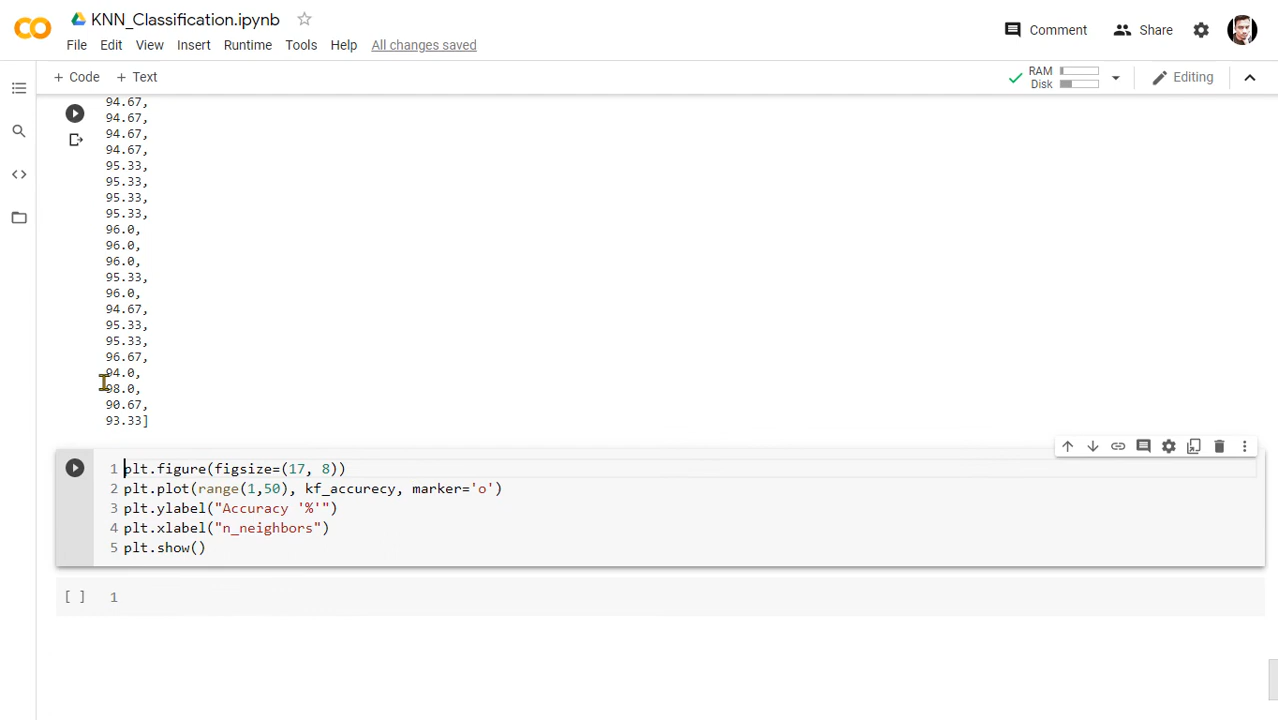 KNN_Classification.ipynb
File Edit View Insert Runtime Tools Help All changes saved
Comment Share
+ Code + Text
RAM
Disk
Editing
94.67,
94.67,
94.67,
94.67,
95.33,
95.33,
95.33,
95.33,
96.0,
96.0,
96.0,
95.33,
96.0,
94.67,
95.33,
95.33,
96.67,
94.0,
98.0,
90.67,
93.33]
1 plt.figure(figsize=(17, 8))
2 plt.plot(range(1,50), kf_accurecy, marker='o')
3 plt.ylabel("Accuracy '%'")
4 plt.xlabel("n_neighbors")
5 plt.show()
[ ] 1